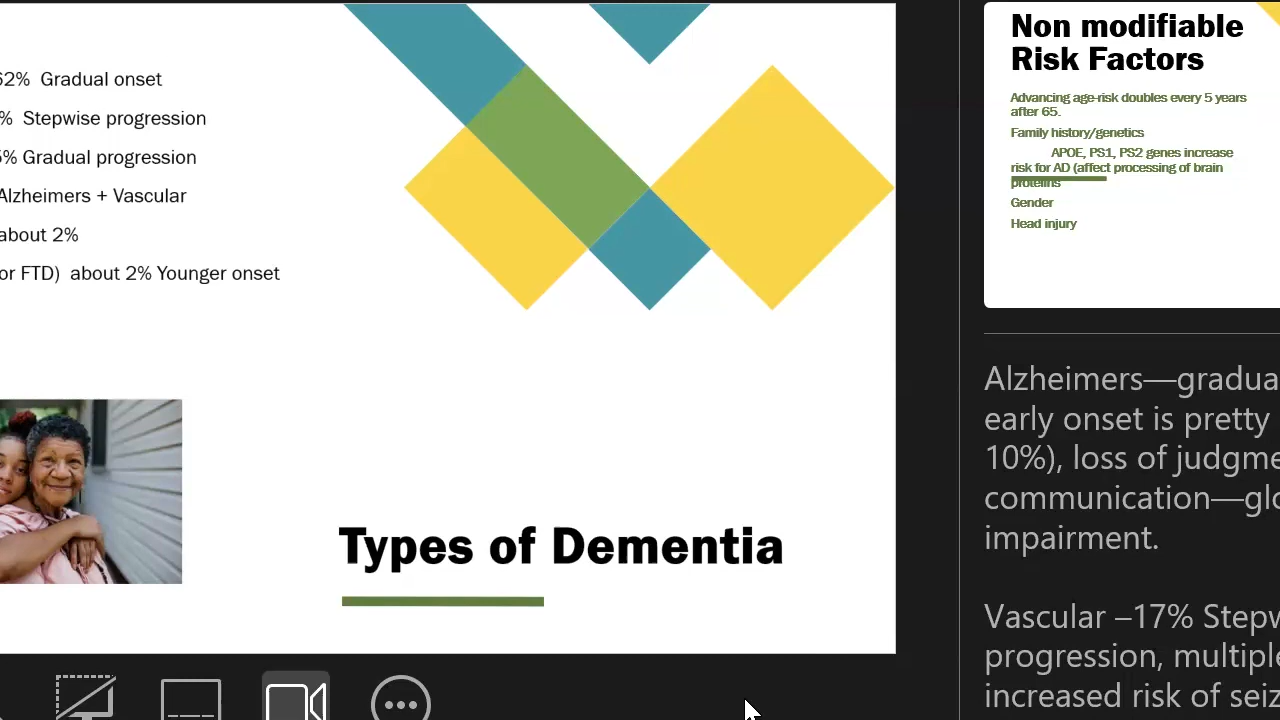 62% Gradual onset
% Stepwise progression
5% Gradual progression
Alzheimers + Vascular
about 2%
or FTD) about 2% Younger onset
Types of Dementia
Non modifiable
Risk Factors
Advancing age-risk doubles every 5 years
after 65.
Family history/genetics
APOE, PS1, PS2 genes increase
risk for AD (affect processing of brain
proteins
Gender
Head injury
Alzheimers—gradua
early onset is pretty
10%), loss of judgme
communication—glo
impairment.
Vascular –17% Stepw
progression, multiple
increased risk of seiz